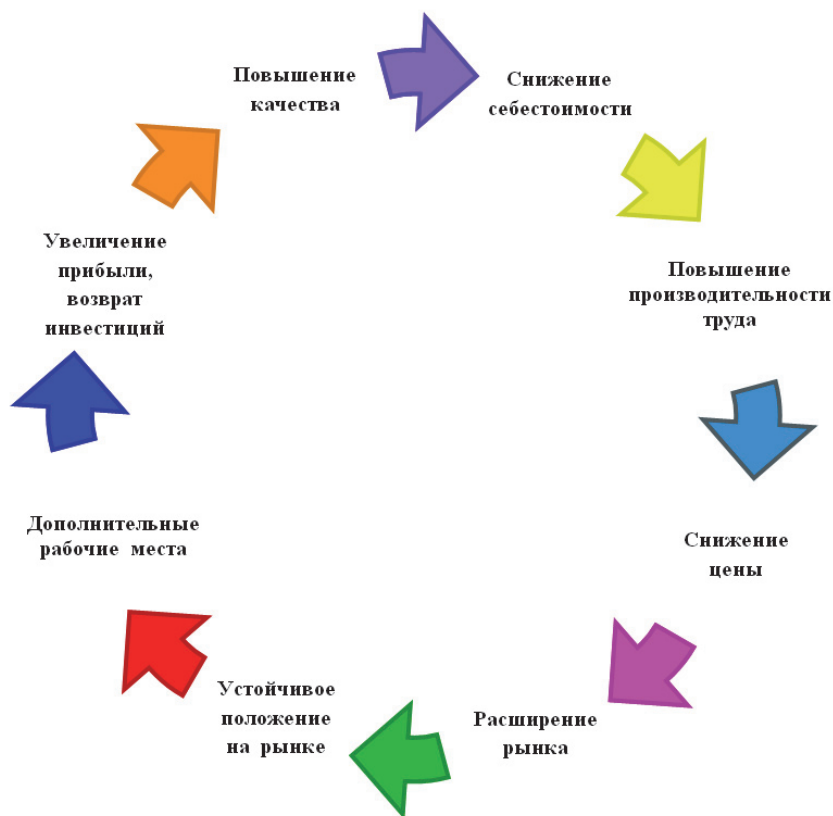 Повышение
качества
Снижение
себестоимости
Повышение
производительности
труда
Снижение
цены
Расширение
рынка
Устойчивое
положение
на рынке
Дополнительные
рабочие места
Увеличение
прибыли,
возврат
инвестиций